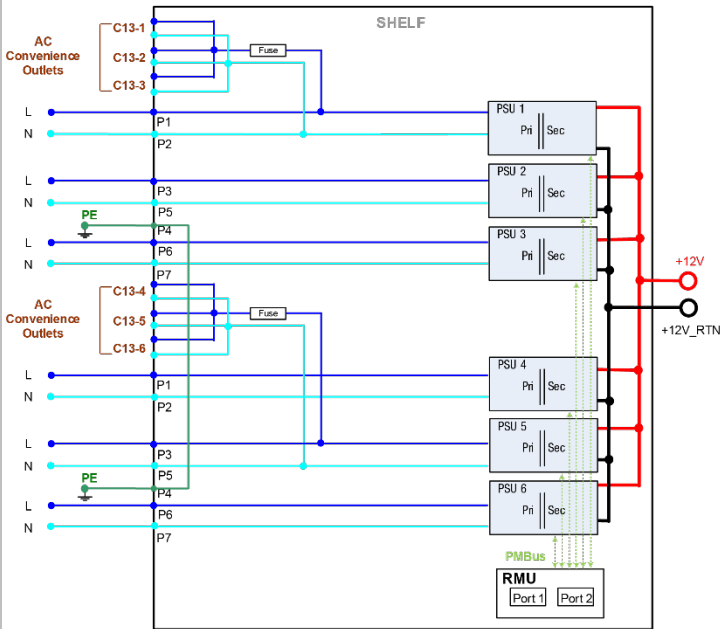 SHELF
AC
Convenience
Outlets
C13-1
C13-2
C13-3
Fuse
L
N
P1
P2
PSU 1
Pri
Sec
L
N
P3
P5
PSU 2
Pri
Sec
PE
P4
L
N
P6
P7
PSU 3
Pri
Sec
+12V
+12V_RTN
AC
Convenience
Outlets
C13-4
C13-5
C13-6
Fuse
L
N
P1
P2
PSU 4
Pri
Sec
L
N
P3
P5
PSU 5
Pri
Sec
PE
P4
L
N
P6
P7
PSU 6
Pri
Sec
PMBus
RMU
Port 1
Port 2